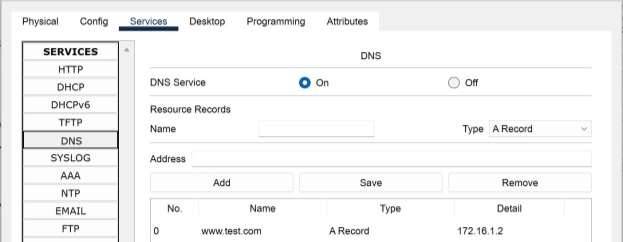 Physical Config Services Desktop Programming Attributes
SERVICES
HTTP
DHCP
DHCPv6
TFTP
DNS
SYSLOG
AAA
NTP
EMAIL
FTP
DNS
DNS Service On Off
Resource Records
Name Type A Record
Address
Add Save Remove
No. Name Type Detail
0 www.test.com A Record 172.16.1.2